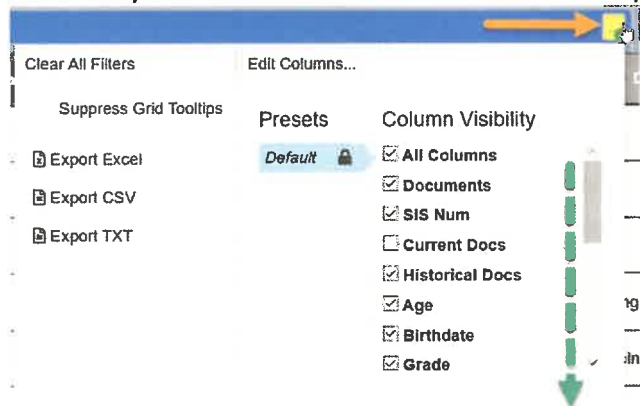 Clear All Filters
Edit Columns...
Suppress Grid Tooltips
Export Excel
Export CSV
Export TXT
Presets
Default
Column Visibility
All Columns
Documents
SIS Num
Current Docs
Historical Docs
Age
Birthdate
Grade